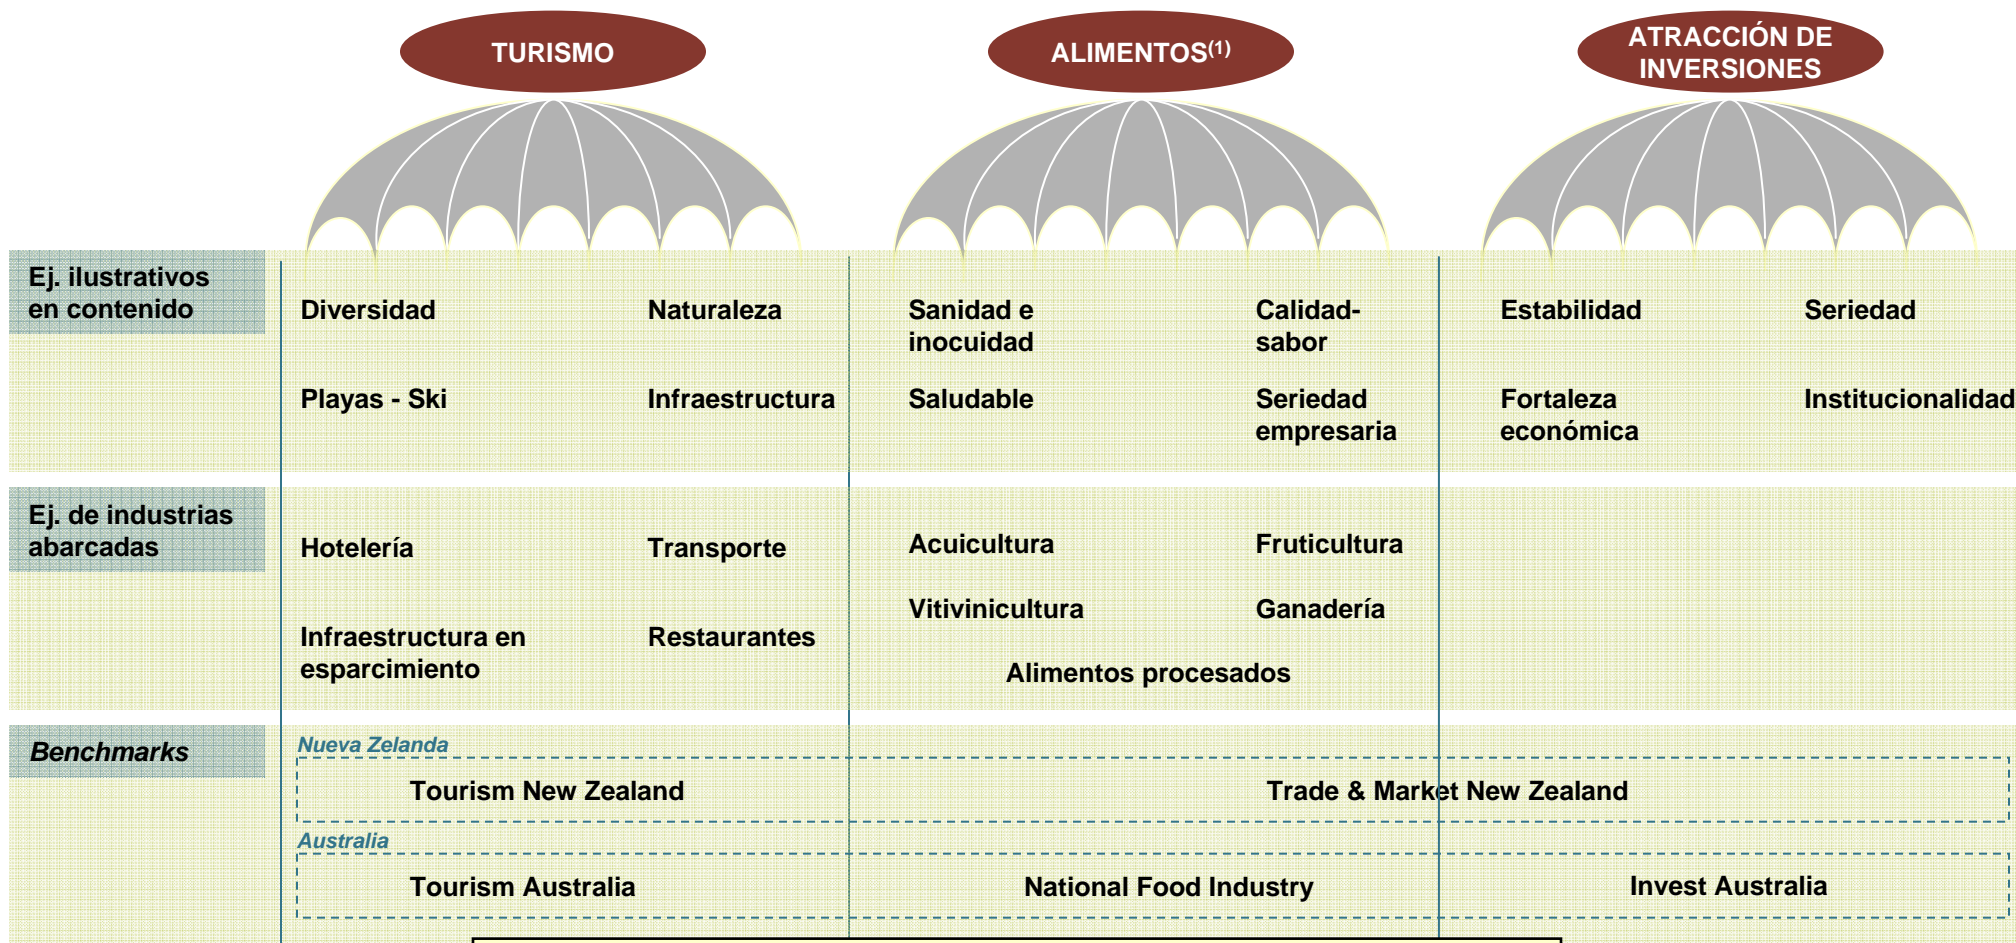 TURISMO
ALIMENTOS(1)
ATRACCIÓN DE
INVERSIONES
Ej. ilustrativos
en contenido
Diversidad
Naturaleza
Sanidad e
inocuidad
Calidad-
sabor
Estabilidad
Seriedad
Playas - Ski
Infraestructura
Saludable
Seriedad
empresaria
Fortaleza
económica
Institucionalidad
Ej. de industrias
abarcadas
Hotelería
Transporte
Acuicultura
Fruticultura
Vitivinicultura
Ganadería
Infraestructura en
esparcimiento
Restaurantes
Alimentos procesados
Benchmarks
Nueva Zelanda
Tourism New Zealand
Trade & Market New Zealand
Australia
Tourism Australia
National Food Industry
Invest Australia